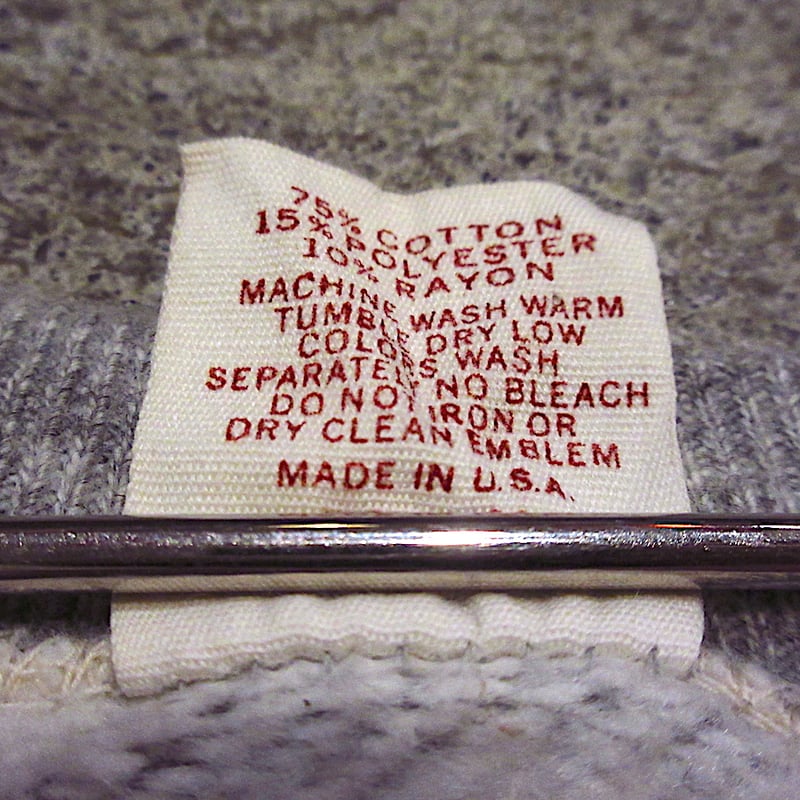 75% COTTON
15% POLYESTER
10% RAYON
MACHINE WASH WARM
TUMBLE DRY LOW
COLORS WASH
SEPARATELY NO BLEACH
DO NOT IRON OR
DRY CLEAN EMBLEM
MADE IN U.S.A.